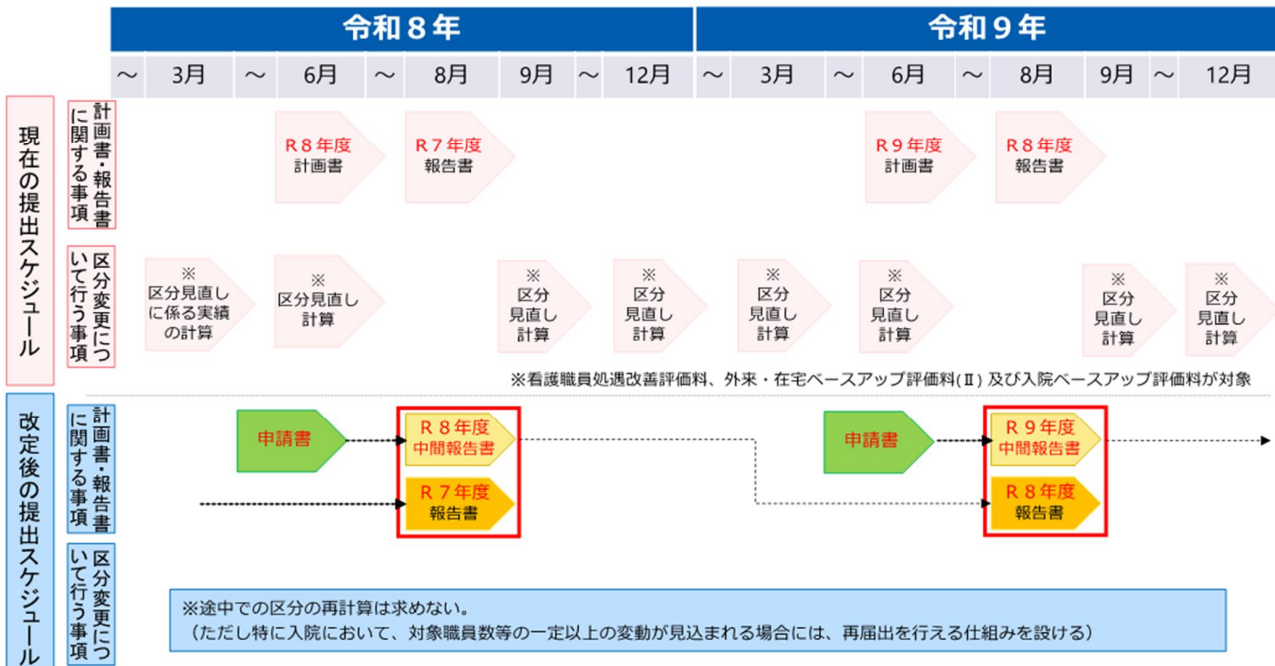 令和８年
令和９年
～ 3月 ～ 6月 ～ 8月 9月 ～ 12月 ～ 3月 ～ 6月 ～ 8月 9月 ～ 12月
現在の提出スケジュール
計画書・報告書
に関する事項
Ｒ８年度
計画書
Ｒ７年度
報告書
Ｒ９年度
計画書
Ｒ８年度
報告書
区分変更につ
いて行う事項
※
区分見直し
に係る実績
の計算
※
区分見直し
計算
※
区分
見直し
計算
※
区分
見直し
計算
※
区分
見直し
計算
※
区分
見直し
計算
※
区分
見直し
計算
※
区分
見直し
計算
※看護職員処遇改善評価料、外来・在宅ベースアップ評価料(Ⅱ) 及び入院ベースアップ評価料が対象
改定後の提出スケジュール
計画書・報告書
に関する事項
申請書
Ｒ８年度
中間報告書
Ｒ７年度
報告書
申請書
Ｒ９年度
中間報告書
Ｒ８年度
報告書
区分変更につ
いて行う事項
※途中での区分の再計算は求めない。
（ただし特に入院において、対象職員数等の一定以上の変動が見込まれる場合には、再届出を行える仕組みを設ける）